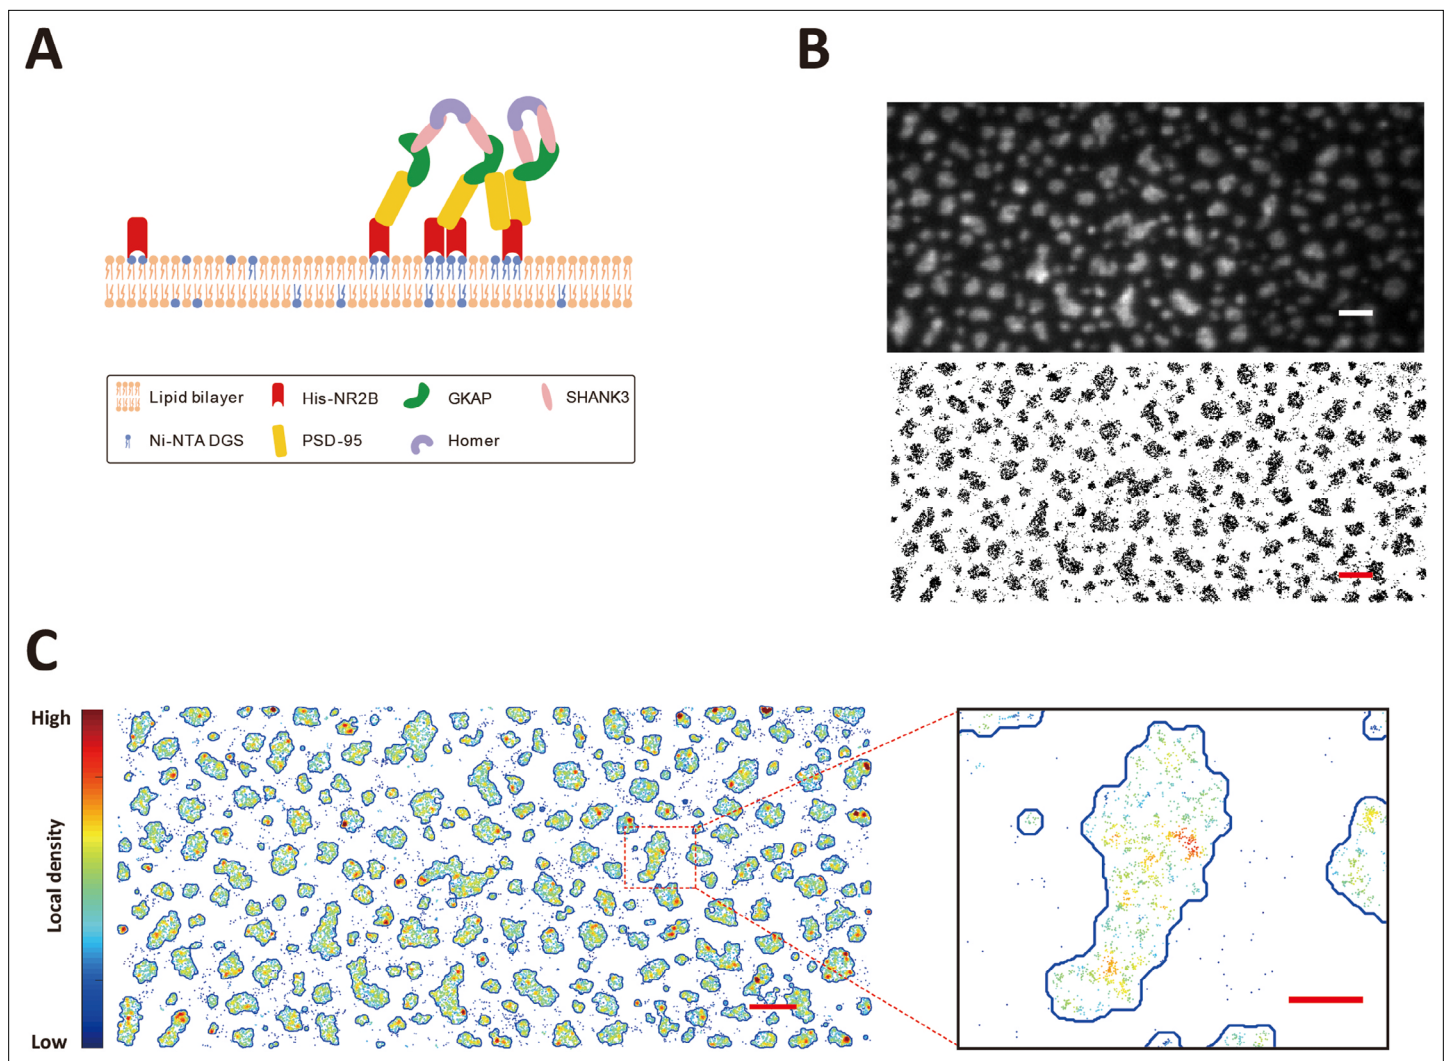 A
B
Lipid bilayer
His-NR2B
GKAP
SHANK3
Ni-NTA DGS
PSD-95
Homer
C
High
Local density
Low